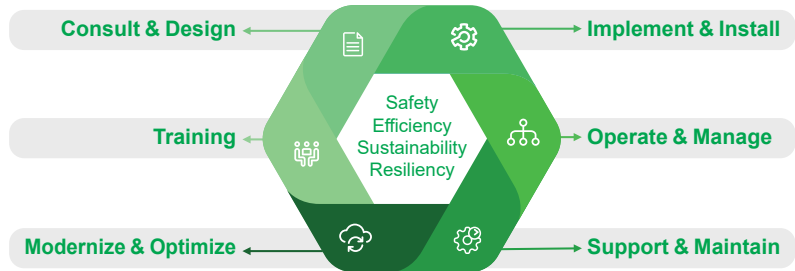 Consult & Design
Implement & Install
Safety
Efficiency
Sustainability
Resiliency
Training
Operate & Manage
Modernize & Optimize
Support & Maintain